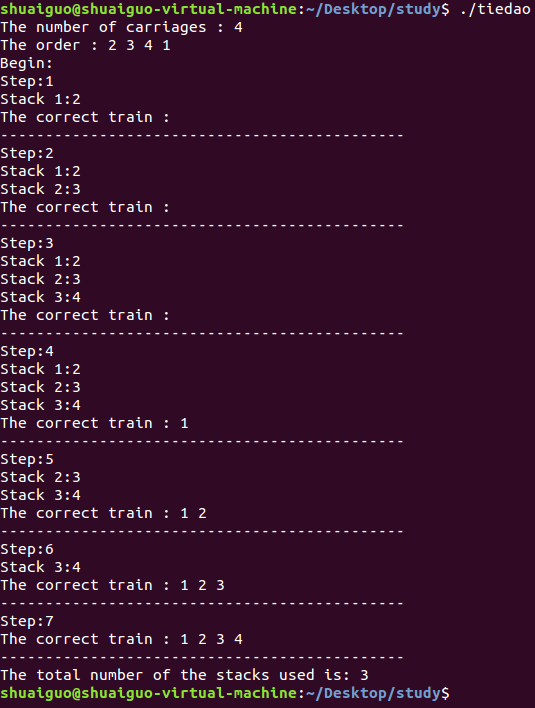 shuaiguo@shuaiguo-virtual-machine:~/Desktop/study$ ./tiedao
The number of carriages : 4
The order : 2 3 4 1
Begin:
Step:1
Stack 1:2
The correct train :
---------------------------------------------
Step:2
Stack 1:2
Stack 2:3
The correct train :
---------------------------------------------
Step:3
Stack 1:2
Stack 2:3
Stack 3:4
The correct train :
---------------------------------------------
Step:4
Stack 1:2
Stack 2:3
Stack 3:4
The correct train : 1
---------------------------------------------
Step:5
Stack 2:3
Stack 3:4
The correct train : 1 2
---------------------------------------------
Step:6
Stack 3:4
The correct train : 1 2 3
---------------------------------------------
Step:7
The correct train : 1 2 3 4
---------------------------------------------
The total number of the stacks used is: 3
shuaiguo@shuaiguo-virtual-machine:~/Desktop/study$